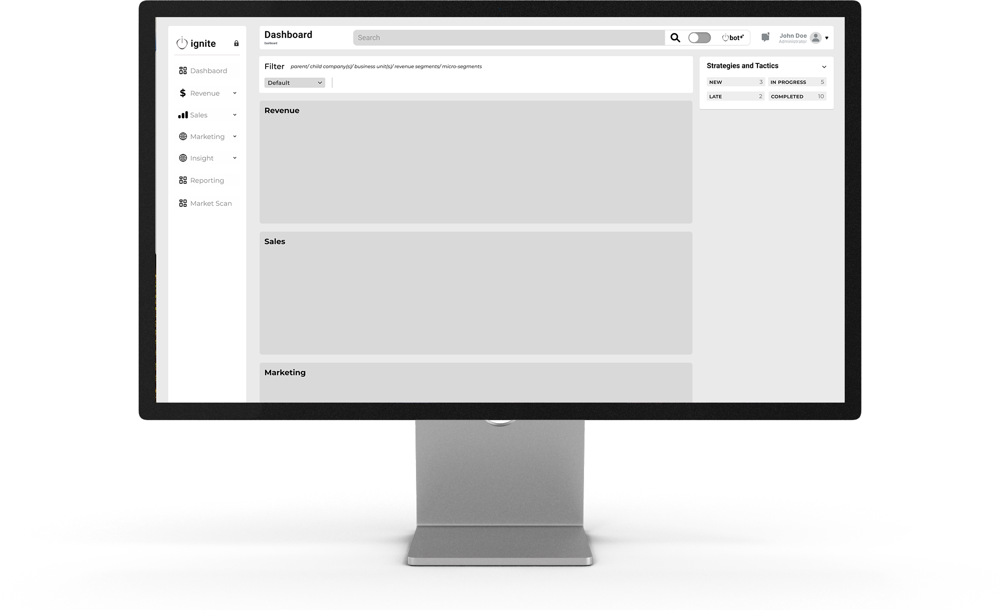 ignite
Dashbaord
Revenue
Sales
Marketing
Insight
Reporting
Market Scan
Dashboard
Dashboard
Search
bot
3
John Doe
Administrator
Filter parent/ child company(s)/ business unit(s)/ revenue segments/ micro-segments
Default
Revenue
Sales
Marketing
Strategies and Tactics
NEW 3 IN PROGRESS 5
LATE 2 COMPLETED 10